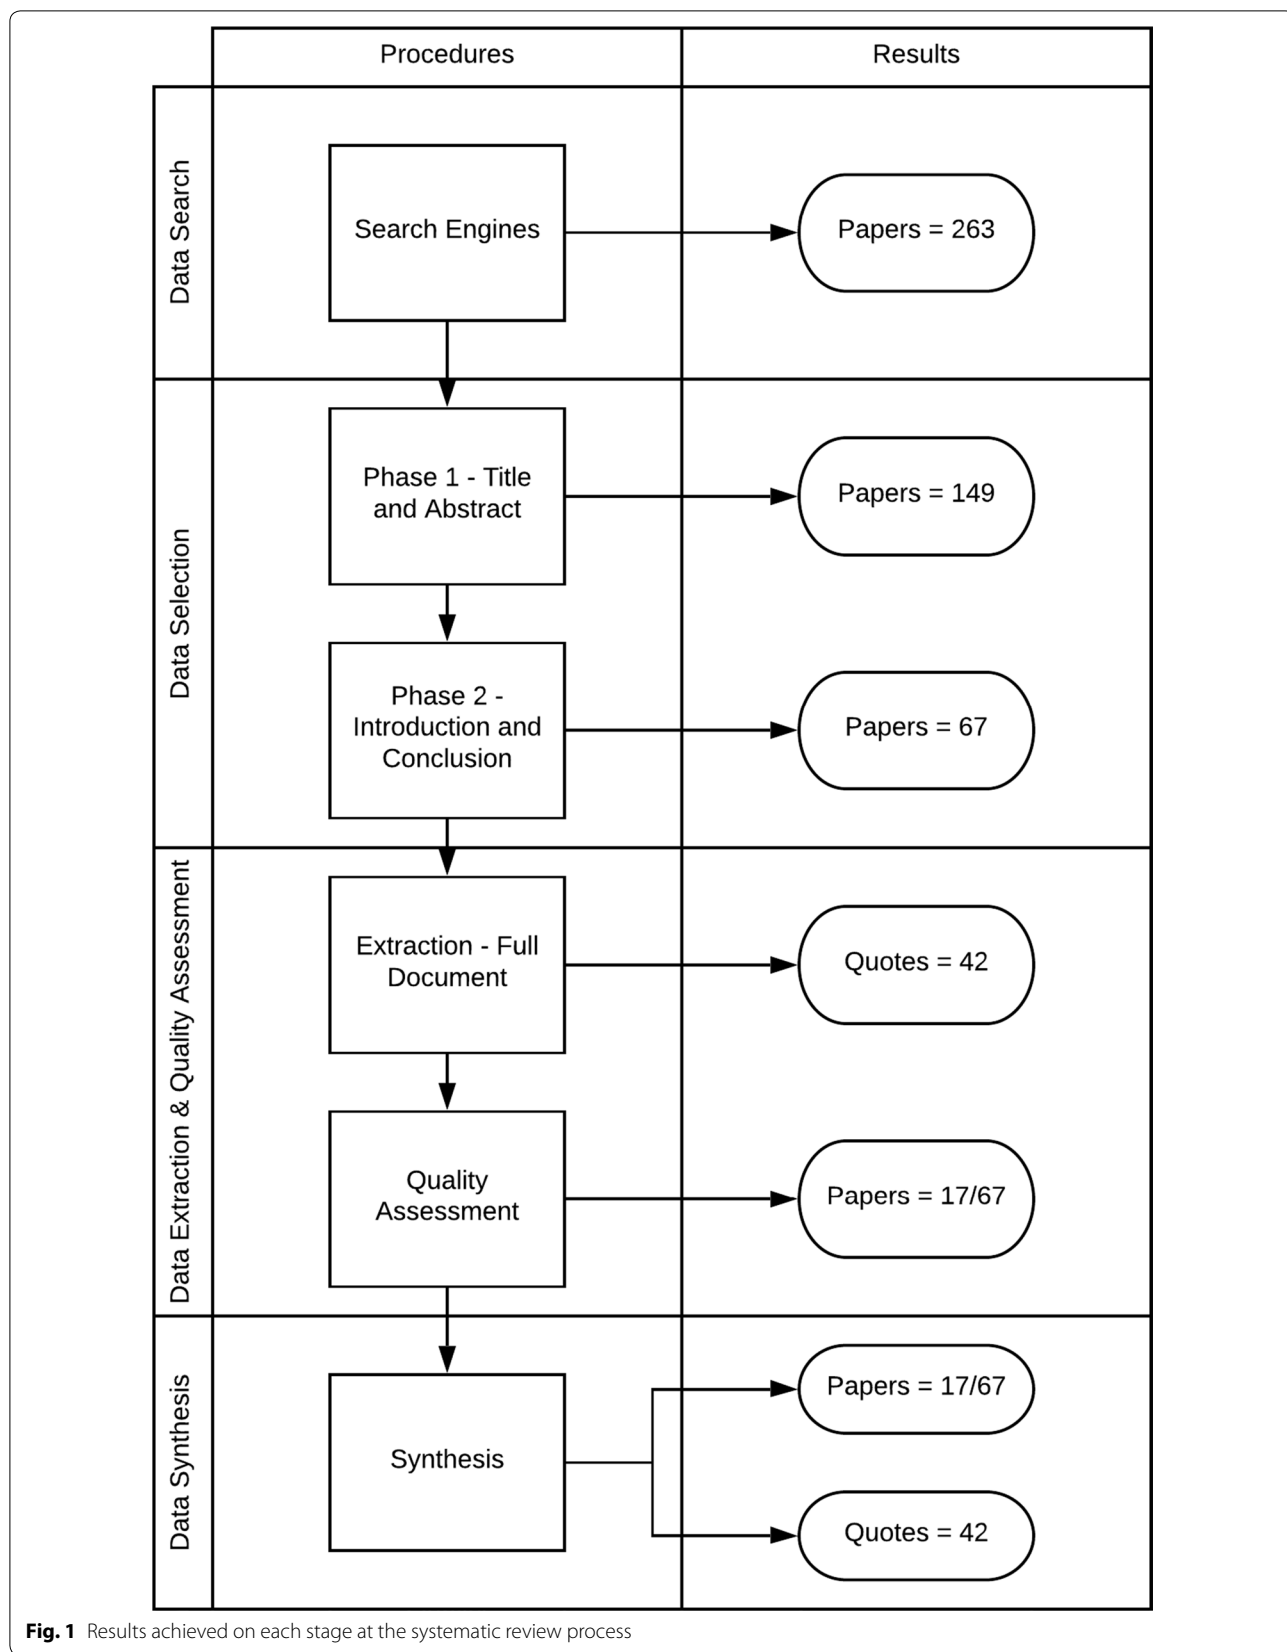 Procedures
Results
Data Search
Search Engines
Papers = 263
Data Selection
Phase 1 - Title
and Abstract
Papers = 149
Phase 2 -
Introduction and
Conclusion
Papers = 67
Data Extraction & Quality Assessment
Extraction - Full
Document
Quotes = 42
Quality
Assessment
Papers = 17/67
Data Synthesis
Synthesis
Papers = 17/67
Quotes = 42
Fig. 1 Results achieved on each stage at the systematic review process